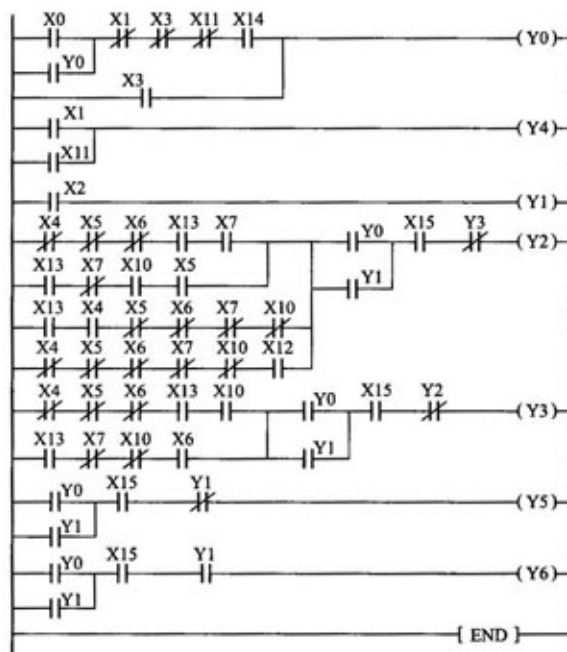 X0 X1 X3 X11 X14
Y0
(Y0)
X3
X1
(Y4)
X11
X2
(Y1)
X4 X5 X6 X13 X7
Y0 X15 Y3
(Y2)
X13 X7 X10 X5
Y1
X13 X4 X5 X6 X7 X10
X4 X5 X6 X7 X10 X12
X4 X5 X6 X13 X10
Y0 X15 Y2
(Y3)
X13 X7 X10 X6
Y1
Y0 X15 Y1
(Y5)
Y1
Y0 X15 Y1
(Y6)
Y1
[ END ]